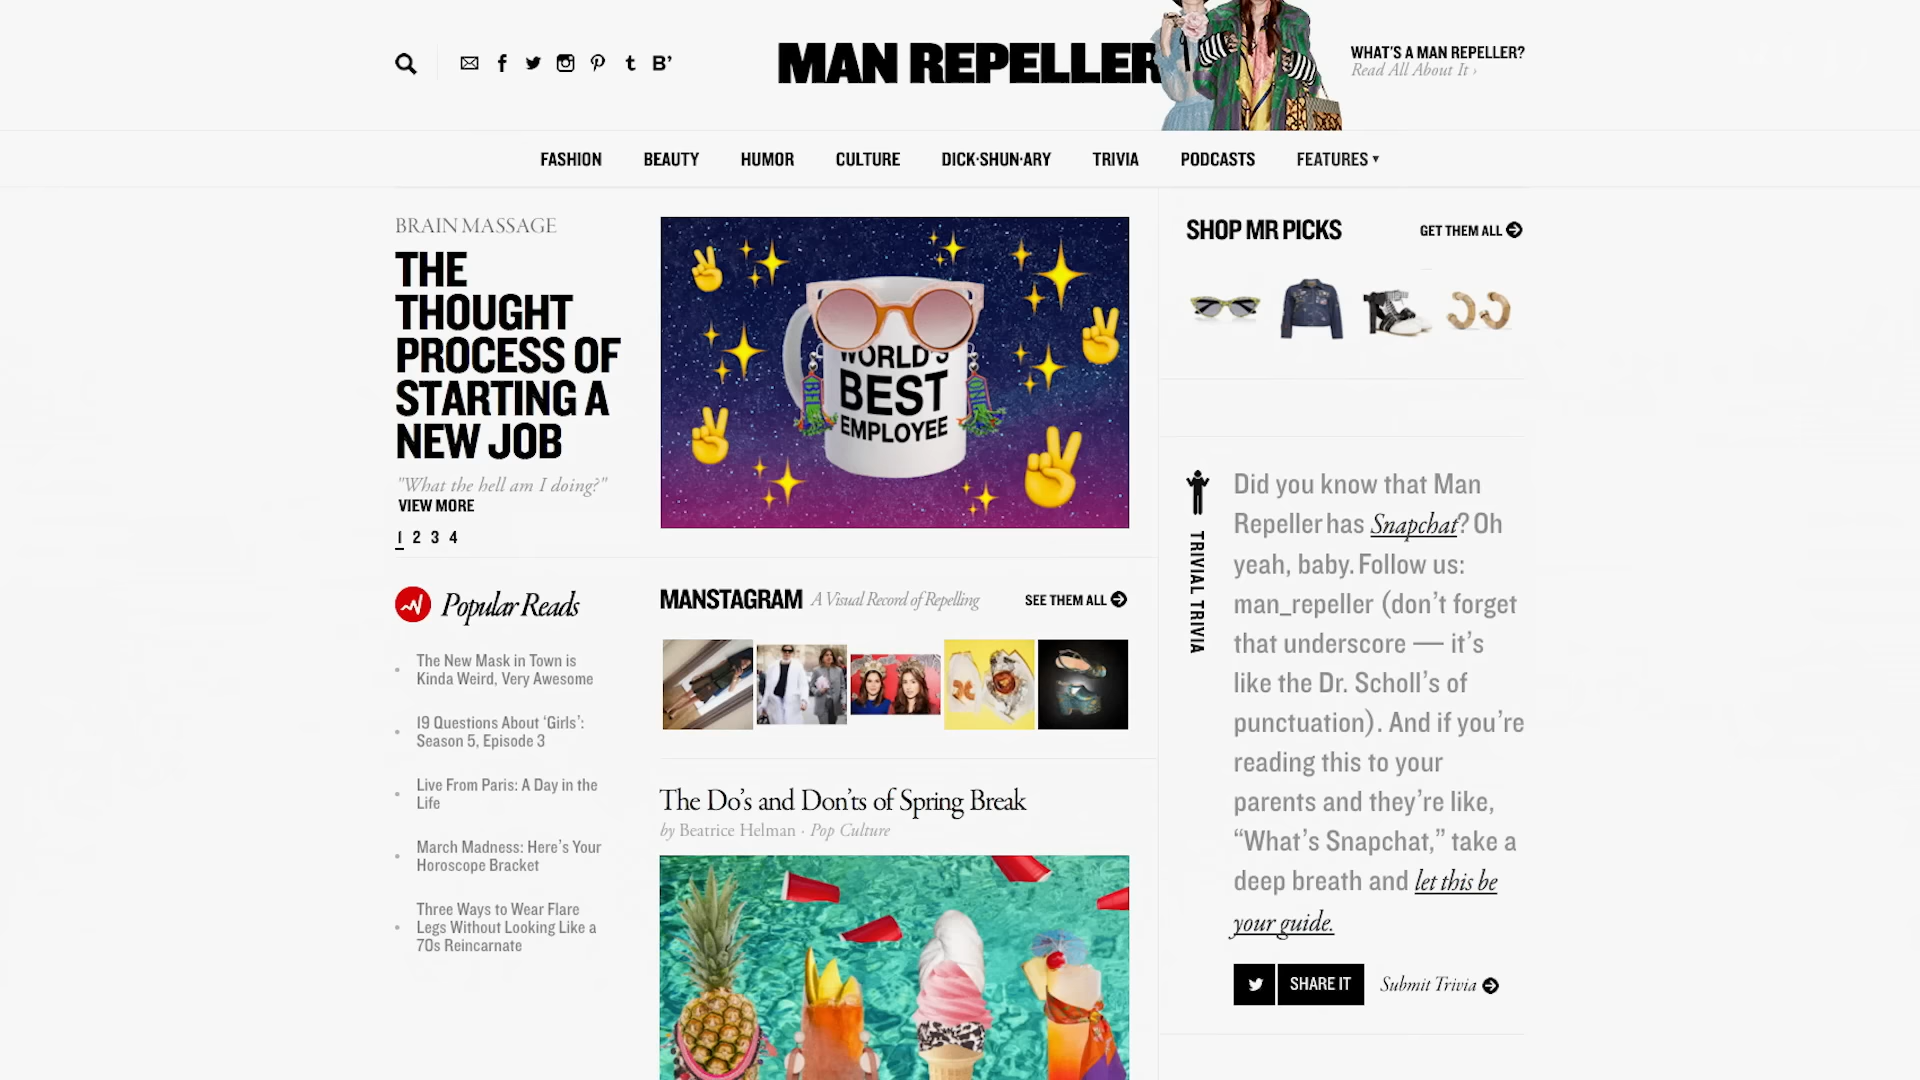 MAN REPELLER
WHAT'S A MAN REPELLER?
Read All About It ›
FASHION BEAUTY HUMOR CULTURE DICK·SHUN·ARY TRIVIA PODCASTS FEATURES ▾
BRAIN MASSAGE
THE
THOUGHT
PROCESS OF
STARTING A
NEW JOB
"What the hell am I doing?"
VIEW MORE
1 2 3 4
WORLD'S
BEST
EMPLOYEE
Popular Reads
The New Mask in Town is
Kinda Weird, Very Awesome
19 Questions About ‘Girls’:
Season 5, Episode 3
Live From Paris: A Day in the
Life
March Madness: Here’s Your
Horoscope Bracket
Three Ways to Wear Flare
Legs Without Looking Like a
70s Reincarnate
MANSTAGRAM A Visual Record of Repelling SEE THEM ALL
The Do’s and Don’ts of Spring Break
by Beatrice Helman · Pop Culture
SHOP MR PICKS GET THEM ALL
TRIVIAL TRIVIA
Did you know that Man
Repeller has Snapchat? Oh
yeah, baby. Follow us:
man_repeller (don’t forget
that underscore — it’s
like the Dr. Scholl’s of
punctuation). And if you’re
reading this to your
parents and they’re like,
“What’s Snapchat,” take a
deep breath and let this be
your guide.
SHARE IT Submit Trivia